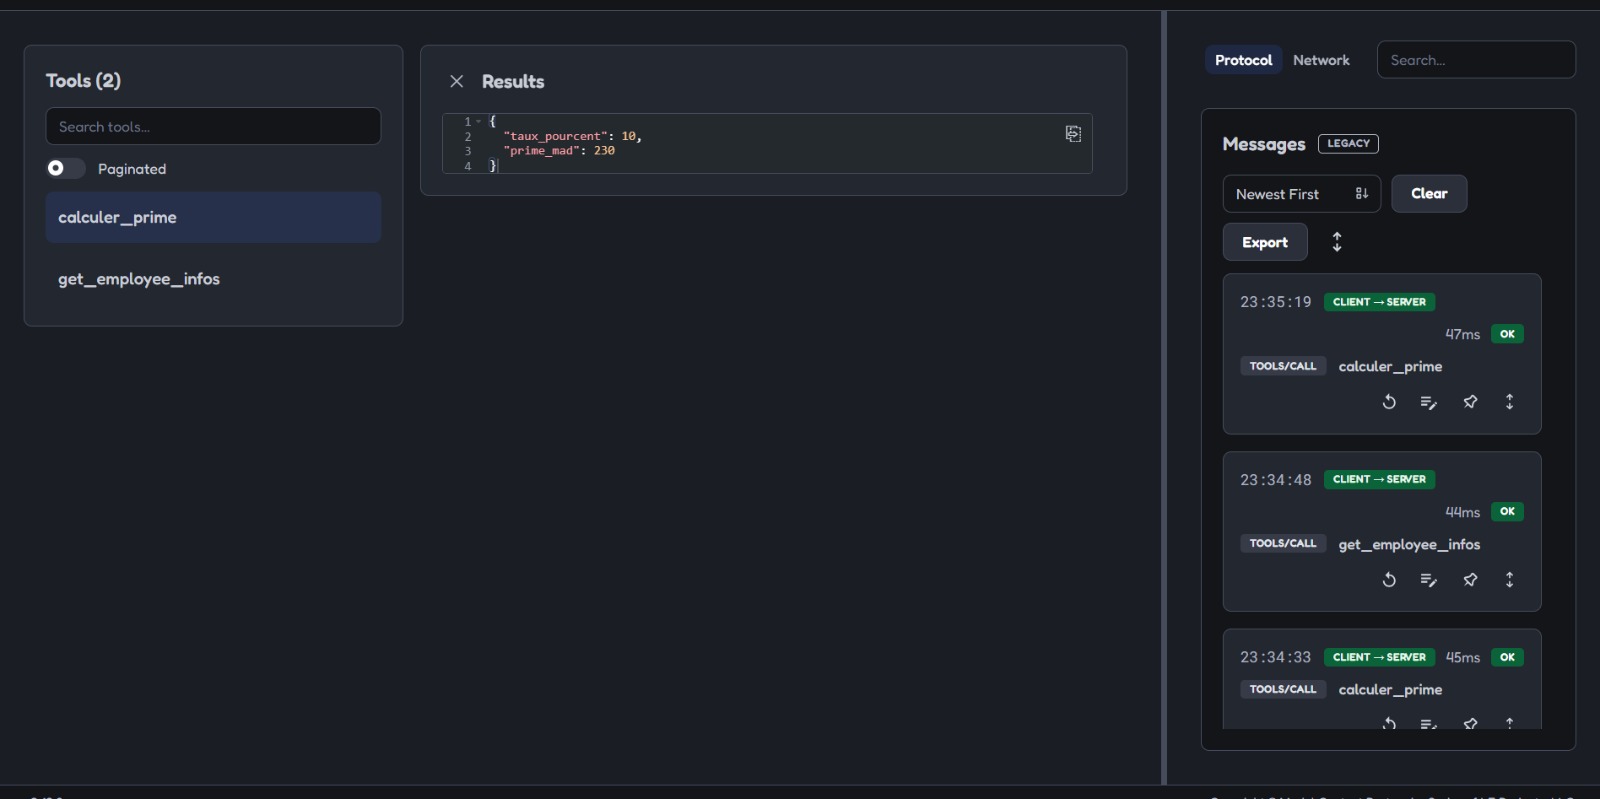 Tools (2)
Search tools...
Paginated
calculer_prime
get_employee_infos
Results
1 {
2 "taux_pourcent": 10,
3 "prime_mad": 230
4 }
Protocol Network Search...
Messages LEGACY
Newest First Clear
Export
23:35:19 CLIENT → SERVER
47ms OK
TOOLS/CALL calculer_prime
23:34:48 CLIENT → SERVER
44ms OK
TOOLS/CALL get_employee_infos
23:34:33 CLIENT → SERVER 45ms OK
TOOLS/CALL calculer_prime